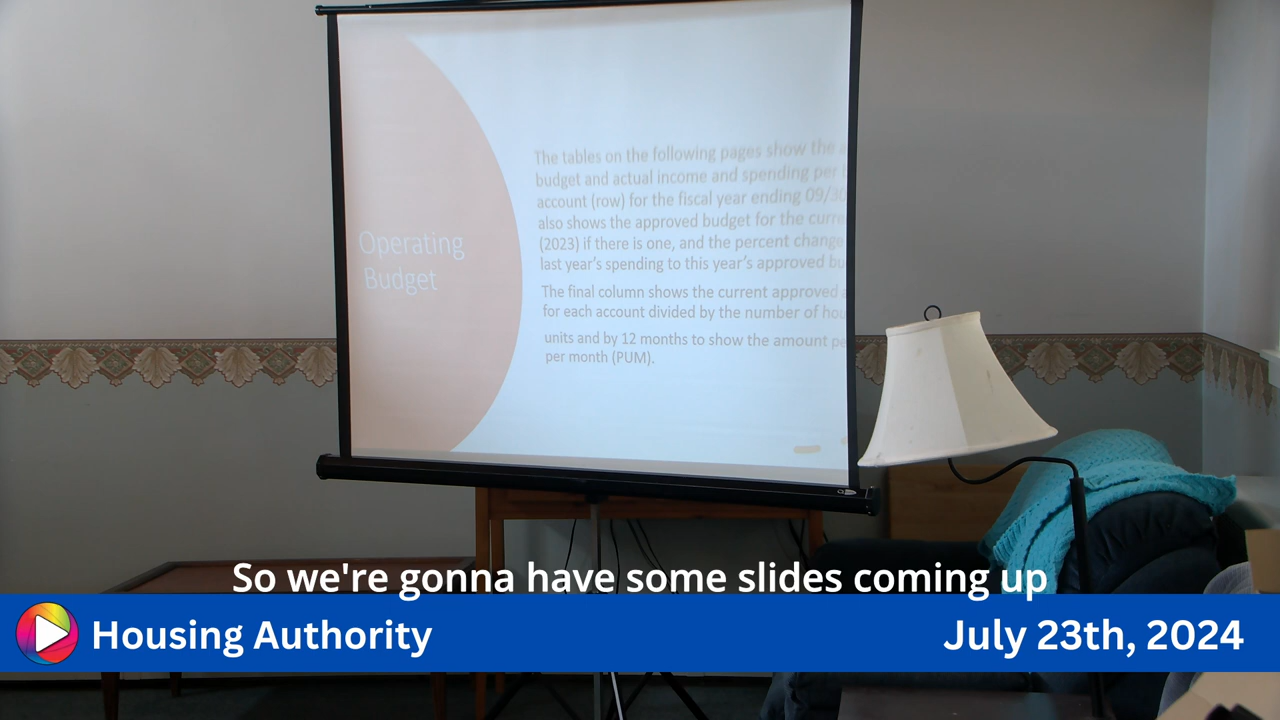 Operating
Budget
The tables on the following pages show the
budget and actual income and spending per
account (row) for the fiscal year ending 09/30
also shows the approved budget for the curre
(2023) if there is one, and the percent change
last year's spending to this year's approved bu
The final column shows the current approved a
for each account divided by the number of hou
units and by 12 months to show the amount pe
per month (PUM).
So we're gonna have some slides coming up
Housing Authority
July 23th, 2024